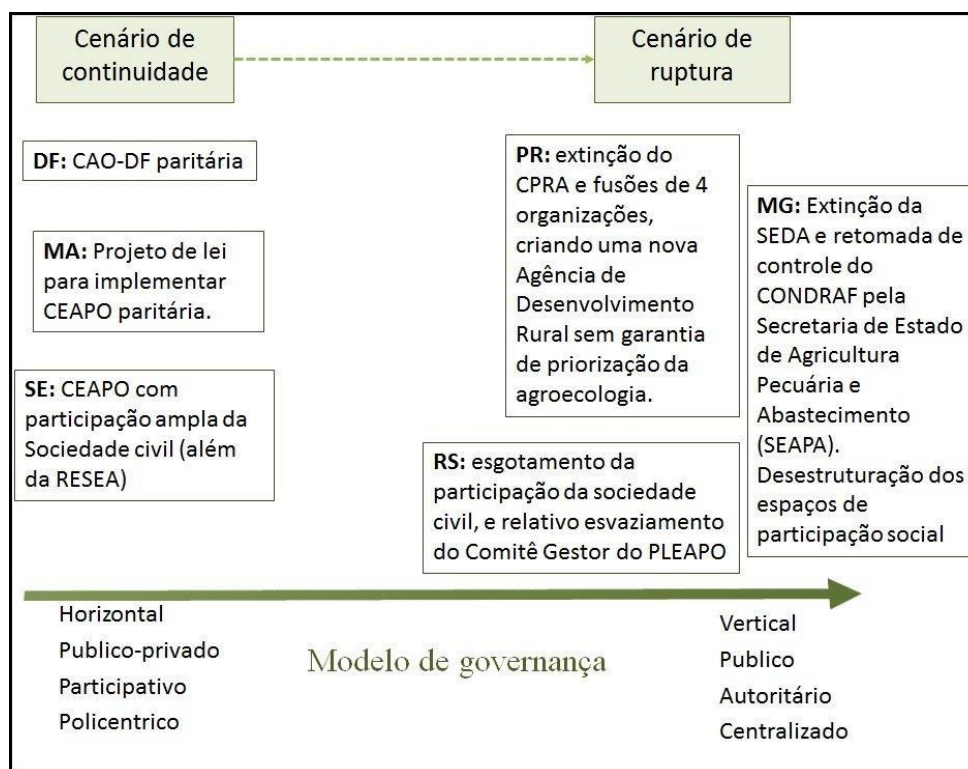 Cenário de
continuidade
Cenário de
ruptura
DF: CAO-DF paritária
MA: Projeto de lei
para implementar
CEAPO paritária.
SE: CEAPO com
participação ampla da
Sociedade civil (além
da RESEA)
PR: extinção do
CPRA e fusões de 4
organizações,
criando uma nova
Agência de
Desenvolvimento
Rural sem garantia
de priorização da
agroecologia.
RS: esgotamento da
participação da sociedade
civil, e relativo esvaziamento
do Comitê Gestor do PLEAPO
MG: Extinção da
SEDA e retomada de
controle do
CONDRAF pela
Secretaria de Estado
de Agricultura
Pecuária e
Abastecimento
(SEAPA).
Desestruturação dos
espaços de
participação social
Horizontal
Publico-privado
Participativo
Policentrico
Modelo de governança
Vertical
Publico
Autoritário
Centralizado